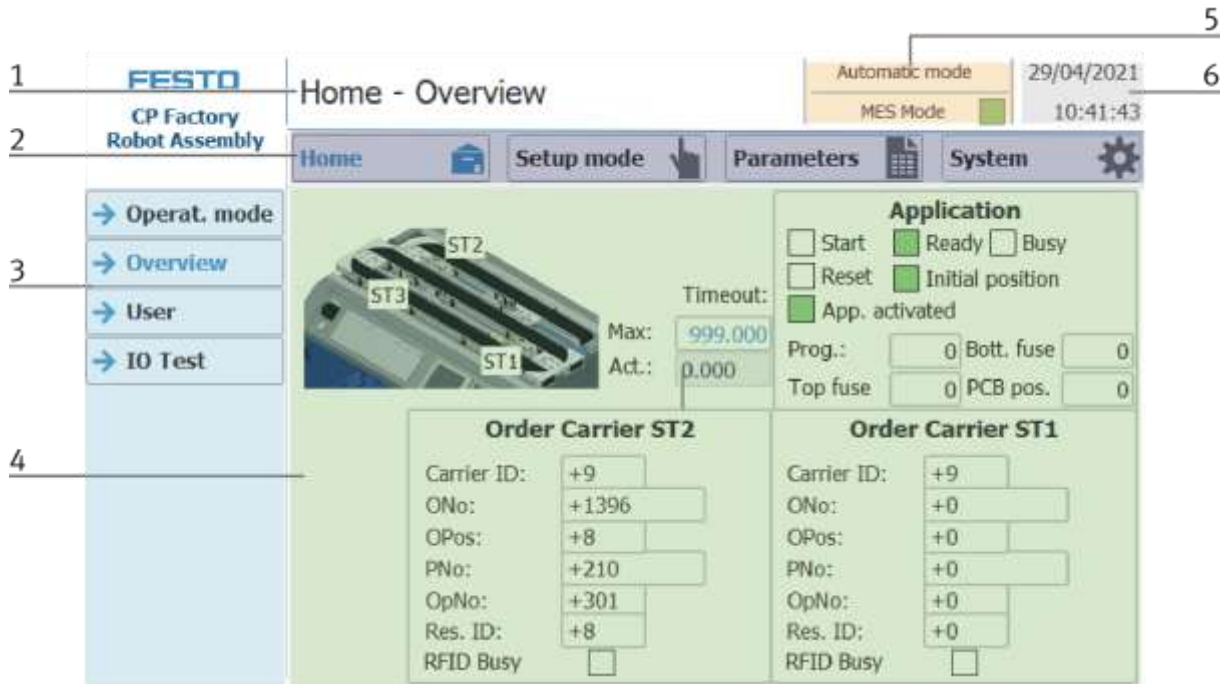 5
1
FESTO
Home - Overview
Automatic mode
29/04/2021
6
CP Factory
MES Mode
10:41:43
2
Robot Assembly
Home
Setup mode
Parameters
System
Operat. mode
Overview
User
IO Test
3
ST2
ST3
ST1
Timeout:
Max: 999.000
Act.: 0.000
Application
Start Ready Busy
Reset Initial position
App. activated
Prog.: 0 Bott. fuse 0
Top fuse 0 PCB pos. 0
4
Order Carrier ST2
Carrier ID: +9
ONo: +1396
OPos: +8
PNo: +210
OpNo: +301
Res. ID: +8
RFID Busy
Order Carrier ST1
Carrier ID: +9
ONo: +0
OPos: +0
PNo: +0
OpNo: +0
Res. ID: +0
RFID Busy